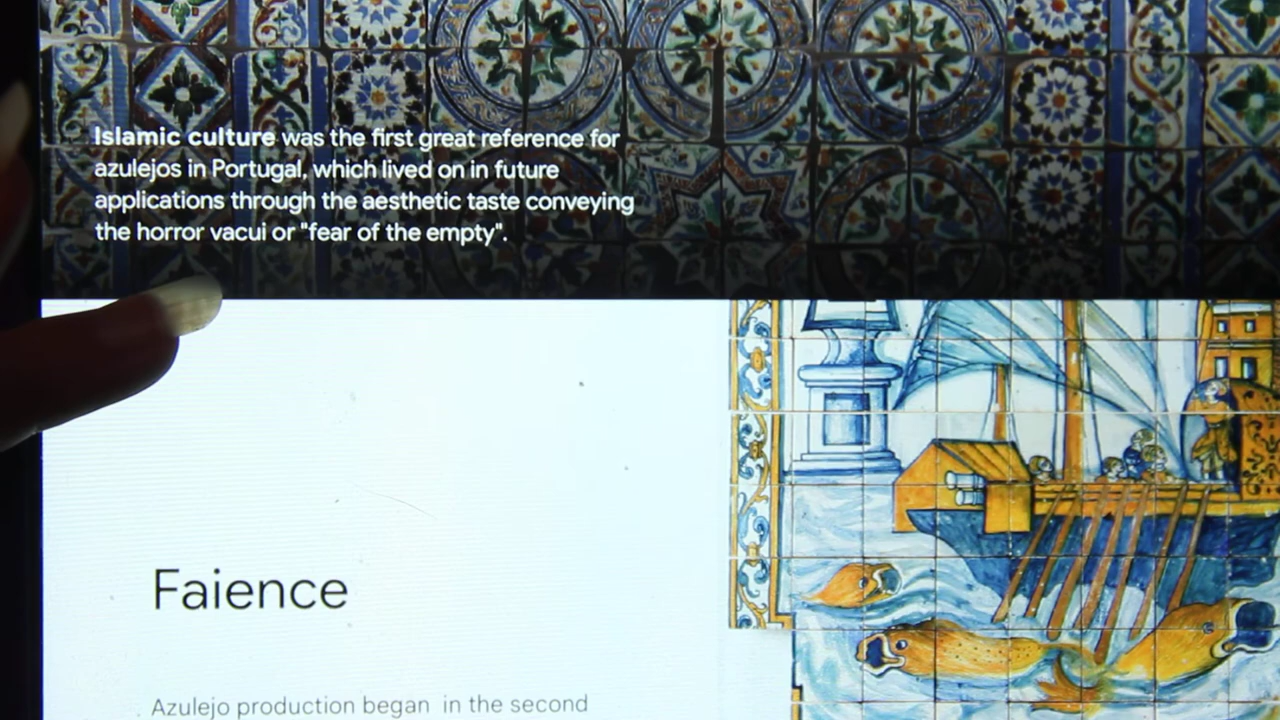 Islamic culture was the first great reference for
azulejos in Portugal, which lived on in future
applications through the aesthetic taste conveying
the horror vacui or "fear of the empty".
Faience
Azulejo production began  in the second